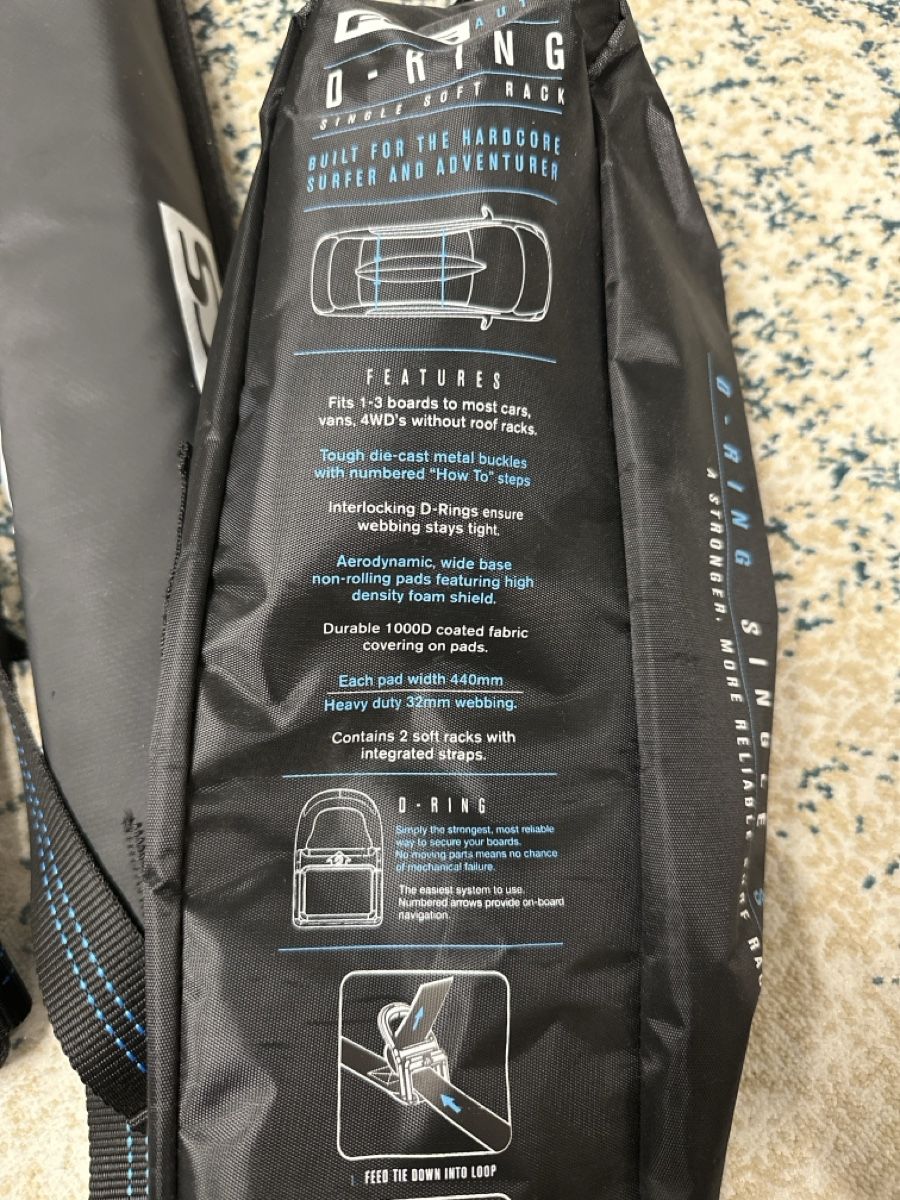 AUT
D-RING
SINGLE SOFT RACK
BUILT FOR THE HARDCORE
SURFER AND ADVENTURER
FEATURES
Fits 1-3 boards to most cars,
vans, 4WD's without roof racks.
Tough die-cast metal buckles
with numbered "How To" steps
Interlocking D-Rings ensure
webbing stays tight.
Aerodynamic, wide base
non-rolling pads featuring high
density foam shield.
Durable 1000D coated fabric
covering on pads.
Each pad width 440mm
Heavy duty 32mm webbing.
Contains 2 soft racks with
integrated straps.
D-RING
Simply the strongest, most reliable
way to secure your boards.
No moving parts means no chance
of mechanical failure.
The easiest system to use.
Numbered arrows provide on-board
navigation.
1. FEED TIE DOWN INTO LOOP
D-RING SINGLE S
A STRONGER, MORE RELIABLE SURF RAC